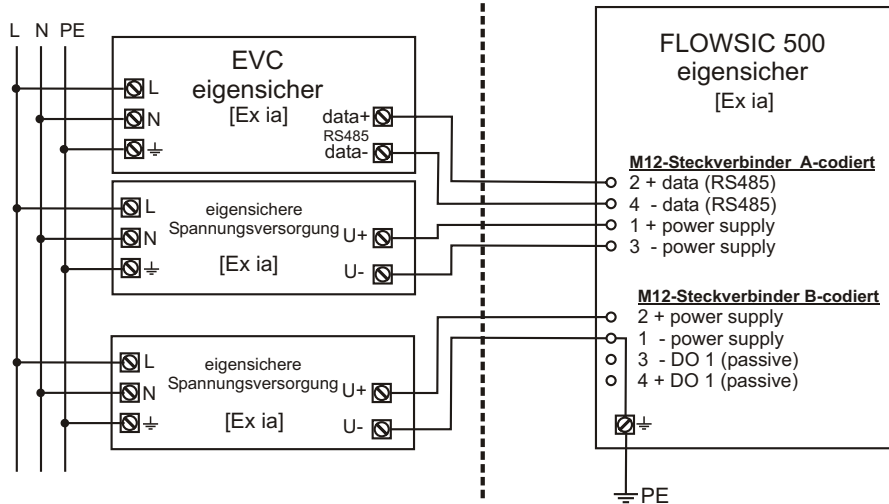 L N PE
EVC
eigensicher
[Ex ia]
L
N
data+
RS485
data-
eigensichere
Spannungsversorgung
[Ex ia]
L
N
U+
U-
eigensichere
Spannungsversorgung
[Ex ia]
L
N
U+
U-
FLOWSIC 500
eigensicher
[Ex ia]
M12-Steckverbinder A-codiert
2 + data (RS485)
4 - data (RS485)
1 + power supply
3 - power supply
M12-Steckverbinder B-codiert
2 + power supply
1 - power supply
3 - DO 1 (passive)
4 + DO 1 (passive)
PE